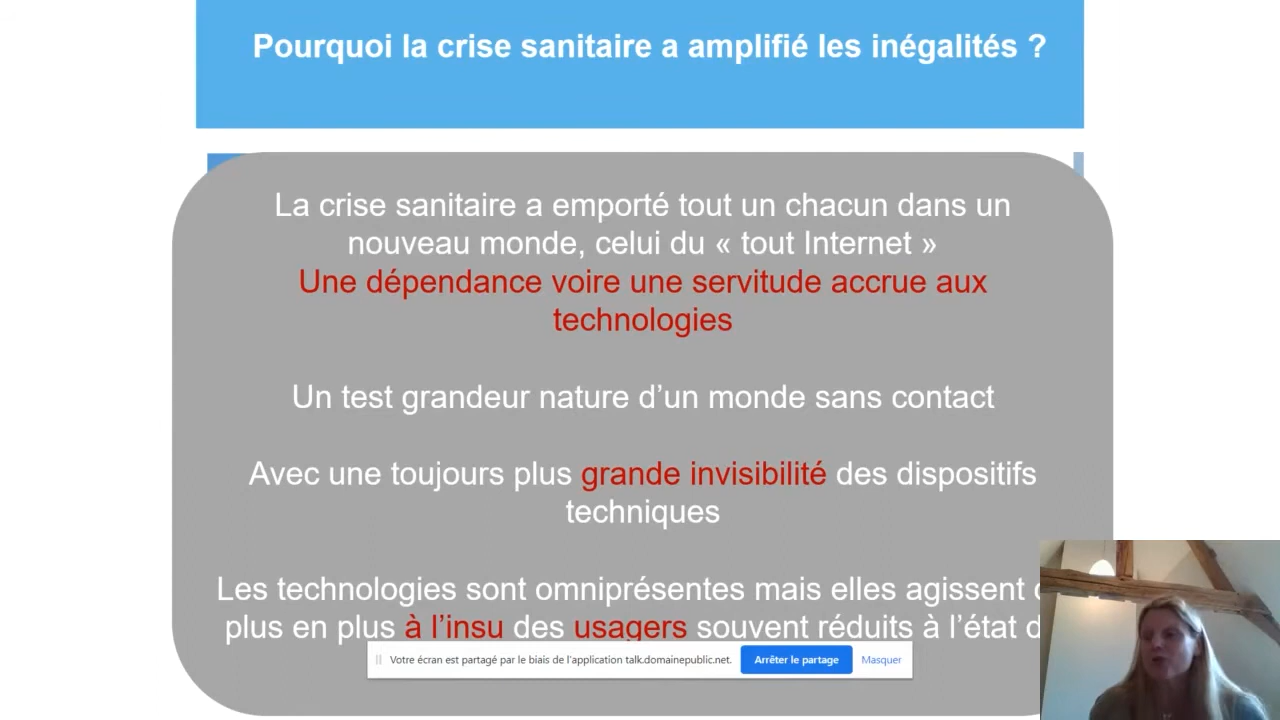 Pourquoi la crise sanitaire a amplifié les inégalités ?
La crise sanitaire a emporté tout un chacun dans un
nouveau monde, celui du « tout Internet »
Une dépendance voire une servitude accrue aux
technologies
Un test grandeur nature d’un monde sans contact
Avec une toujours plus grande invisibilité des dispositifs
techniques
Les technologies sont omniprésentes mais elles agissent
plus en plus à l’insu des usagers souvent réduits à l’état
Votre écran est partagé par le biais de l'application talk.domainepublic.net.
Arrêter le partage
Masquer